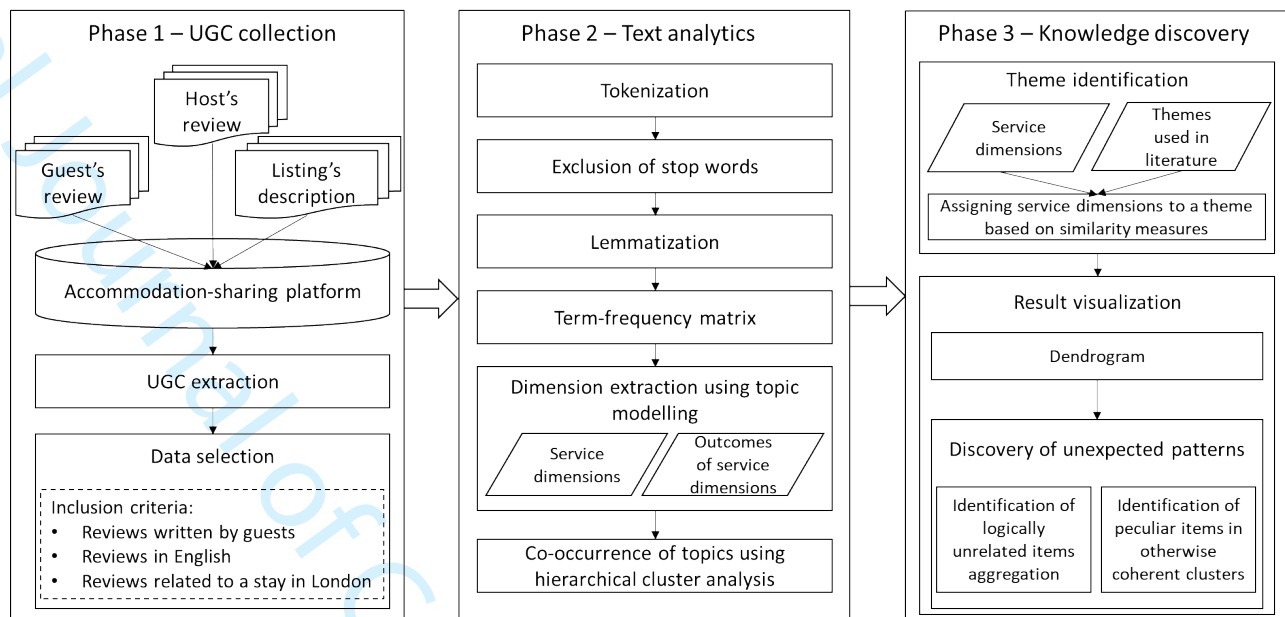 Phase 1 – UGC collection
Host's
review
Guest's
review
Listing's
description
Accommodation-sharing platform
UGC extraction
Data selection
Inclusion criteria:
• Reviews written by guests
• Reviews in English
• Reviews related to a stay in London
Phase 2 – Text analytics
Tokenization
Exclusion of stop words
Lemmatization
Term-frequency matrix
Dimension extraction using topic
modelling
Service
dimensions
Outcomes
of service
dimensions
Co-occurrence of topics using
hierarchical cluster analysis
Phase 3 – Knowledge discovery
Theme identification
Service
dimensions
Themes
used in
literature
Assigning service dimensions to a theme
based on similarity measures
Result visualization
Dendrogram
Discovery of unexpected patterns
Identification of
logically
unrelated items
aggregation
Identification of
peculiar items in
otherwise
coherent clusters
Journal of C